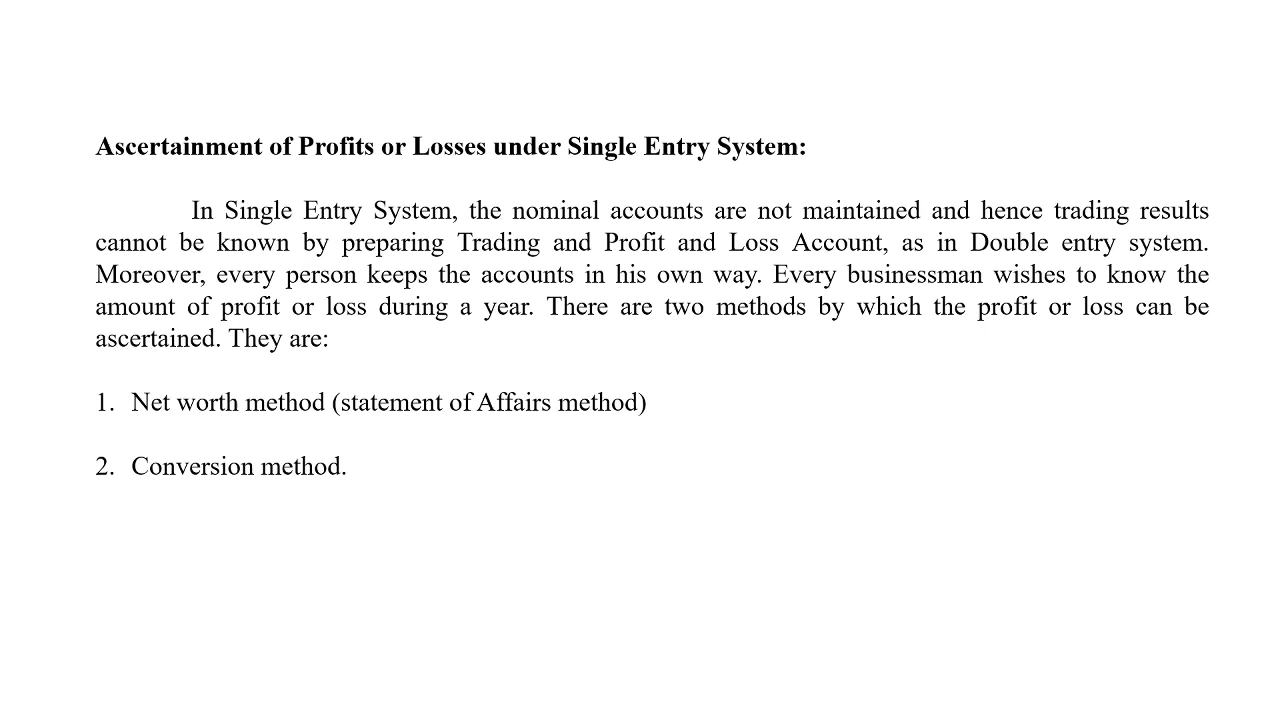 Ascertainment of Profits or Losses under Single Entry System:
In Single Entry System, the nominal accounts are not maintained and hence trading results
cannot be known by preparing Trading and Profit and Loss Account, as in Double entry system.
Moreover, every person keeps the accounts in his own way. Every businessman wishes to know the
amount of profit or loss during a year. There are two methods by which the profit or loss can be
ascertained. They are:
1. Net worth method (statement of Affairs method)
2. Conversion method.